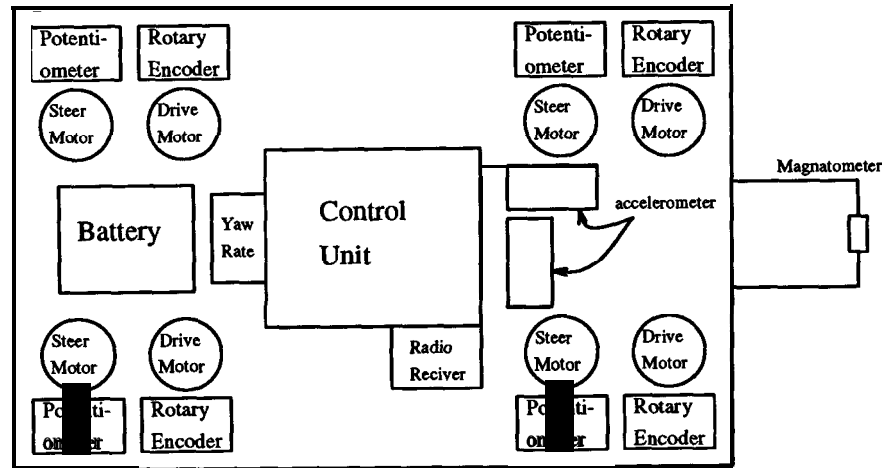 Potenti-
ometer
Rotary
Encoder
Potenti-
ometer
Rotary
Encoder
Steer
Motor
Drive
Motor
Steer
Motor
Drive
Motor
Magnatometer
Battery
Yaw
Rate
Control
Unit
accelerometer
Steer
Motor
Drive
Motor
Radio
Reciver
Steer
Motor
Drive
Motor
Rotary
Encoder
Rotary
Encoder